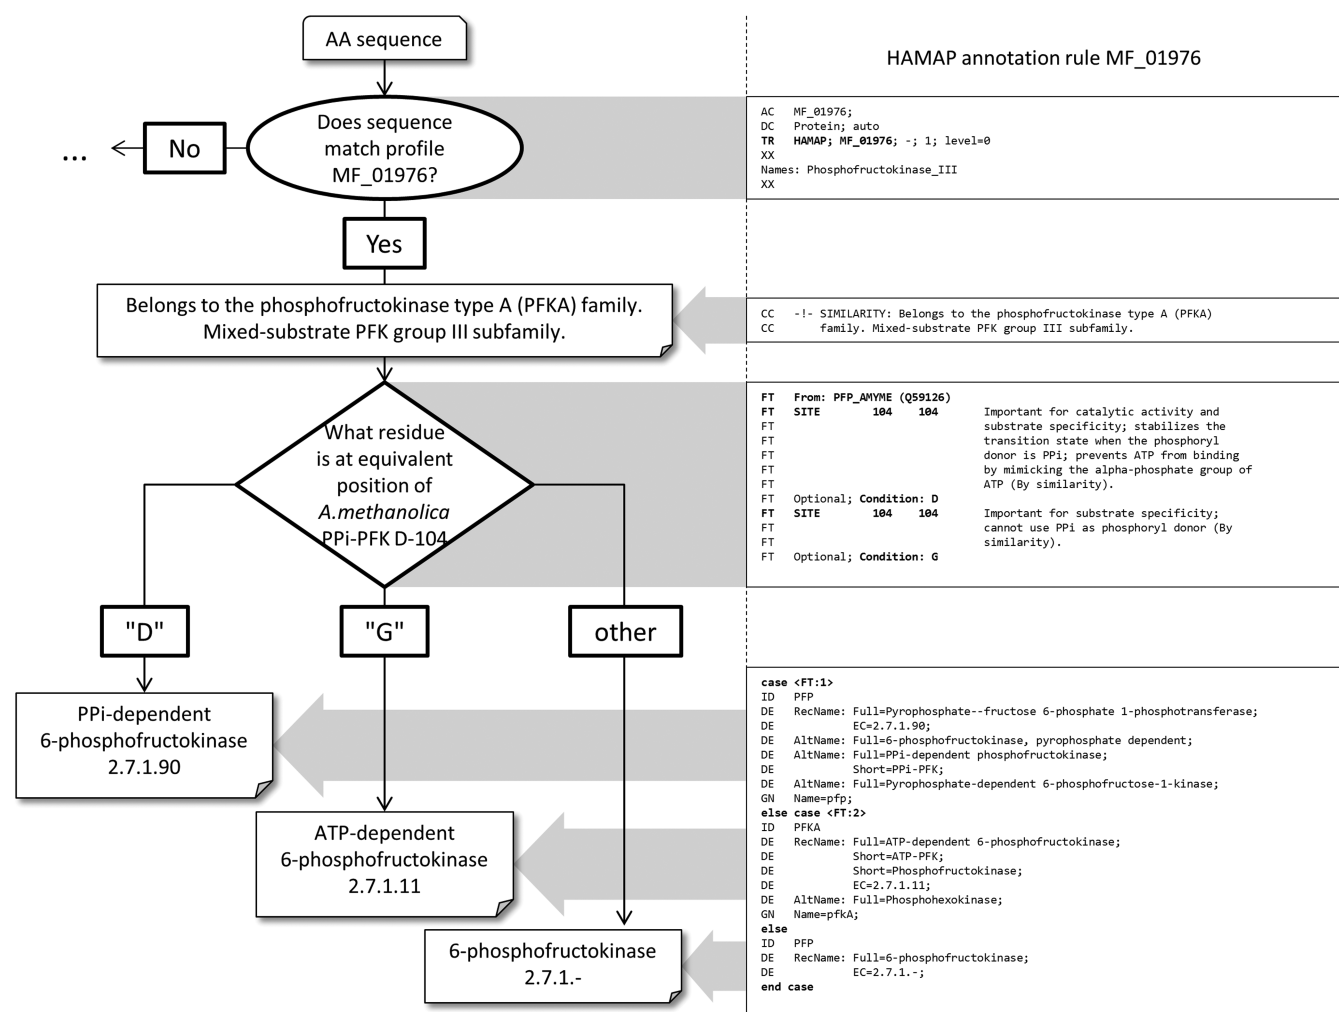 AA sequence
Does sequence
match profile
MF_01976?
No
...
Yes
Belongs to the phosphofructokinase type A (PFKA) family.
Mixed-substrate PFK group III subfamily.
What residue
is at equivalent
position of
A.methanolica
PPi-PFK D-104
"D"
"G"
other
PPi-dependent
6-phosphofructokinase
2.7.1.90
ATP-dependent
6-phosphofructokinase
2.7.1.11
6-phosphofructokinase
2.7.1.-
HAMAP annotation rule MF_01976
AC MF_01976;
DC Protein; auto
TR HAMAP; MF_01976; -; 1; level=0
XX
Names: Phosphofructokinase_III
XX
CC -!- SIMILARITY: Belongs to the phosphofructokinase type A (PFKA)
CC family. Mixed-substrate PFK group III subfamily.
FT From: PFP_AMYME (Q59126)
FT SITE 104 104 Important for catalytic activity and
FT substrate specificity; stabilizes the
FT transition state when the phosphoryl
FT donor is PPi; prevents ATP from binding
FT by mimicking the alpha-phosphate group of
FT ATP (By similarity).
FT Optional; Condition: D
FT SITE 104 104 Important for substrate specificity;
FT cannot use PPi as phosphoryl donor (By
FT similarity).
FT Optional; Condition: G
case <FT:1>
ID PFP
DE RecName: Full=Pyrophosphate--fructose 6-phosphate 1-phosphotransferase;
DE EC=2.7.1.90;
DE AltName: Full=6-phosphofructokinase, pyrophosphate dependent;
DE AltName: Full=PPi-dependent phosphofructokinase;
DE Short=PPi-PFK;
DE AltName: Full=Pyrophosphate-dependent 6-phosphofructose-1-kinase;
GN Name=pfp;
else case <FT:2>
ID PFKA
DE RecName: Full=ATP-dependent 6-phosphofructokinase;
DE Short=ATP-PFK;
DE Short=Phosphofructokinase;
DE EC=2.7.1.11;
DE AltName: Full=Phosphohexokinase;
GN Name=pfkA;
else
ID PFP
DE RecName: Full=6-phosphofructokinase;
DE EC=2.7.1.-;
end case